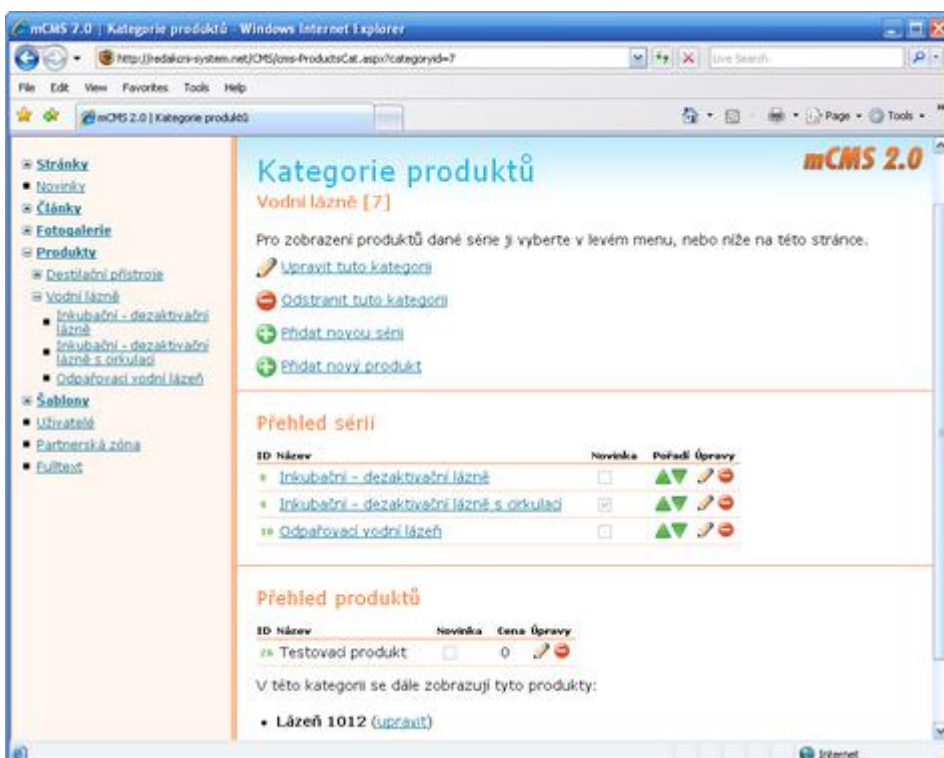 mCMS 2.0 | Kategorie produktů - Windows Internet Explorer
http://redakcni-system.net/CMS/cms-ProductsCat.aspx?categoryid=7
Live Search
File Edit View Favorites Tools Help
mCMS 2.0 | Kategorie produktů
Page
Tools
Stránky
Novinky
Články
Fotogalerie
Produkty
Destilační přístroje
Vodní lázně
Inkubační - dezaktivační
lázně
Inkubační - dezaktivační
lázně s cirkulací
Odpařovací vodní lázeň
Šablony
Uživatelé
Partnerská zóna
Fulltext
mCMS 2.0
Kategorie produktů
Vodní lázně [7]
Pro zobrazení produktů dané série ji vyberte v levém menu, nebo níže na této stránce.
Upravit tuto kategorii
Odstranit tuto kategorii
Přidat novou sérii
Přidat nový produkt
Přehled sérií
ID Název Novinka Pořadí Úpravy
Inkubační - dezaktivační lázně
Inkubační - dezaktivační lázně s cirkulací
Odpařovací vodní lázeň
Přehled produktů
ID Název Novinka Cena Úpravy
Testovací produkt 0
V této kategorii se dále zobrazují tyto produkty:
• Lázeň 1012 (upravit)
Internet